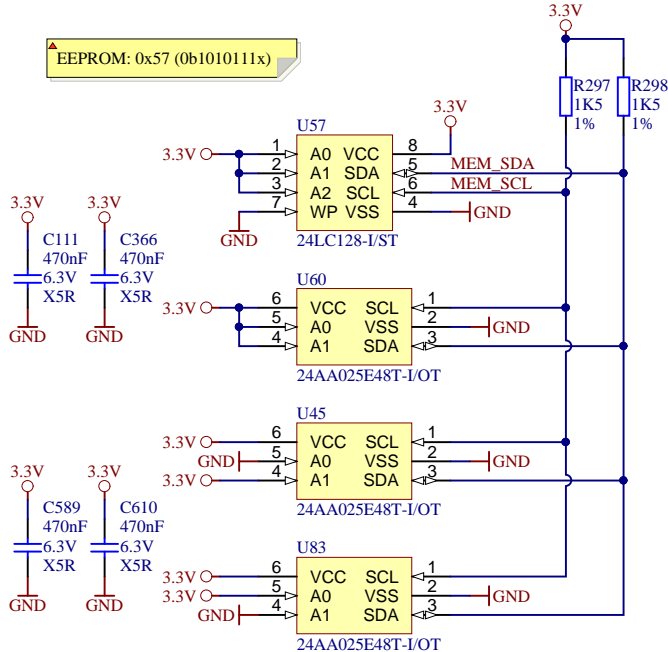 3.3V
EEPROM: 0x57 (0b1010111x)
R297
1K5
1%
R298
1K5
1%
U57
3.3V
3.3V
1 A0 VCC 8
2 A1 SDA 5 MEM_SDA
3 A2 SCL 6 MEM_SCL
7 WP VSS 4 GND
GND
24LC128-I/ST
3.3V
C111
470nF
6.3V
X5R
GND
3.3V
C366
470nF
6.3V
X5R
GND
U60
3.3V 6 VCC SCL 1
5 A0 VSS 2 GND
4 A1 SDA 3
24AA025E48T-I/OT
U45
3.3V 6 VCC SCL 1
GND 5 A0 VSS 2 GND
3.3V 4 A1 SDA 3
24AA025E48T-I/OT
3.3V
C589
470nF
6.3V
X5R
GND
3.3V
C610
470nF
6.3V
X5R
GND
U83
3.3V 6 VCC SCL 1
3.3V 5 A0 VSS 2 GND
GND 4 A1 SDA 3
24AA025E48T-I/OT